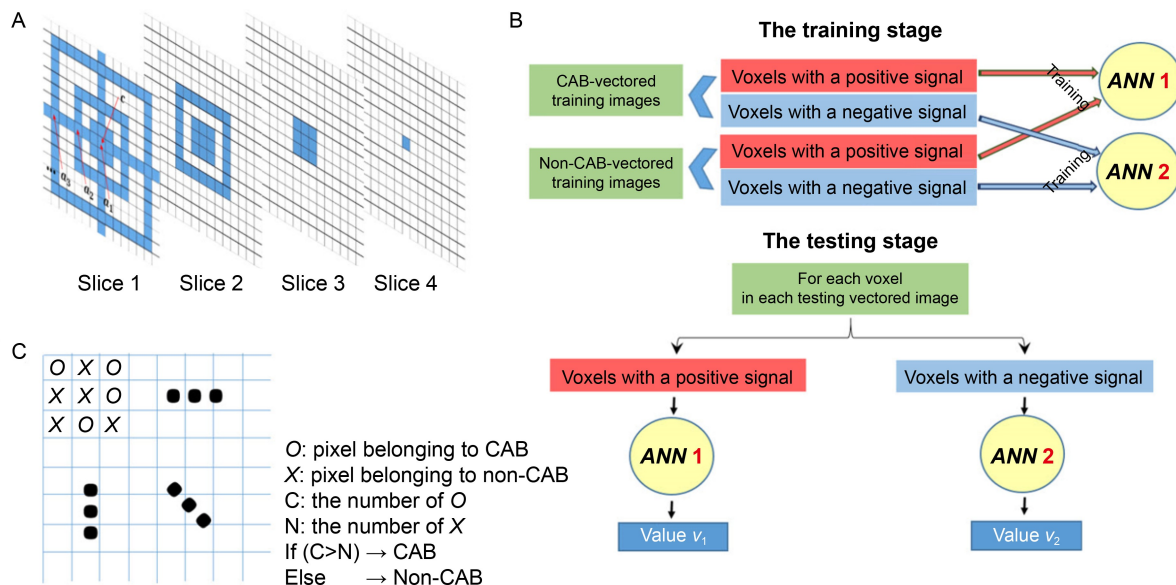 A
c
... α₃ α₂ α₁
Slice 1 Slice 2 Slice 3 Slice 4
B
The training stage
CAB-vectored
training images
Voxels with a positive signal
Voxels with a negative signal
Non-CAB-vectored
training images
Voxels with a positive signal
Voxels with a negative signal
Training
Training
ANN 1
ANN 2
The testing stage
For each voxel
in each testing vectored image
Voxels with a positive signal
Voxels with a negative signal
ANN 1
ANN 2
Value v₁
Value v₂
C
O X O
X X O
X O X
O: pixel belonging to CAB
X: pixel belonging to non-CAB
C: the number of O
N: the number of X
If (C>N) → CAB
Else → Non-CAB